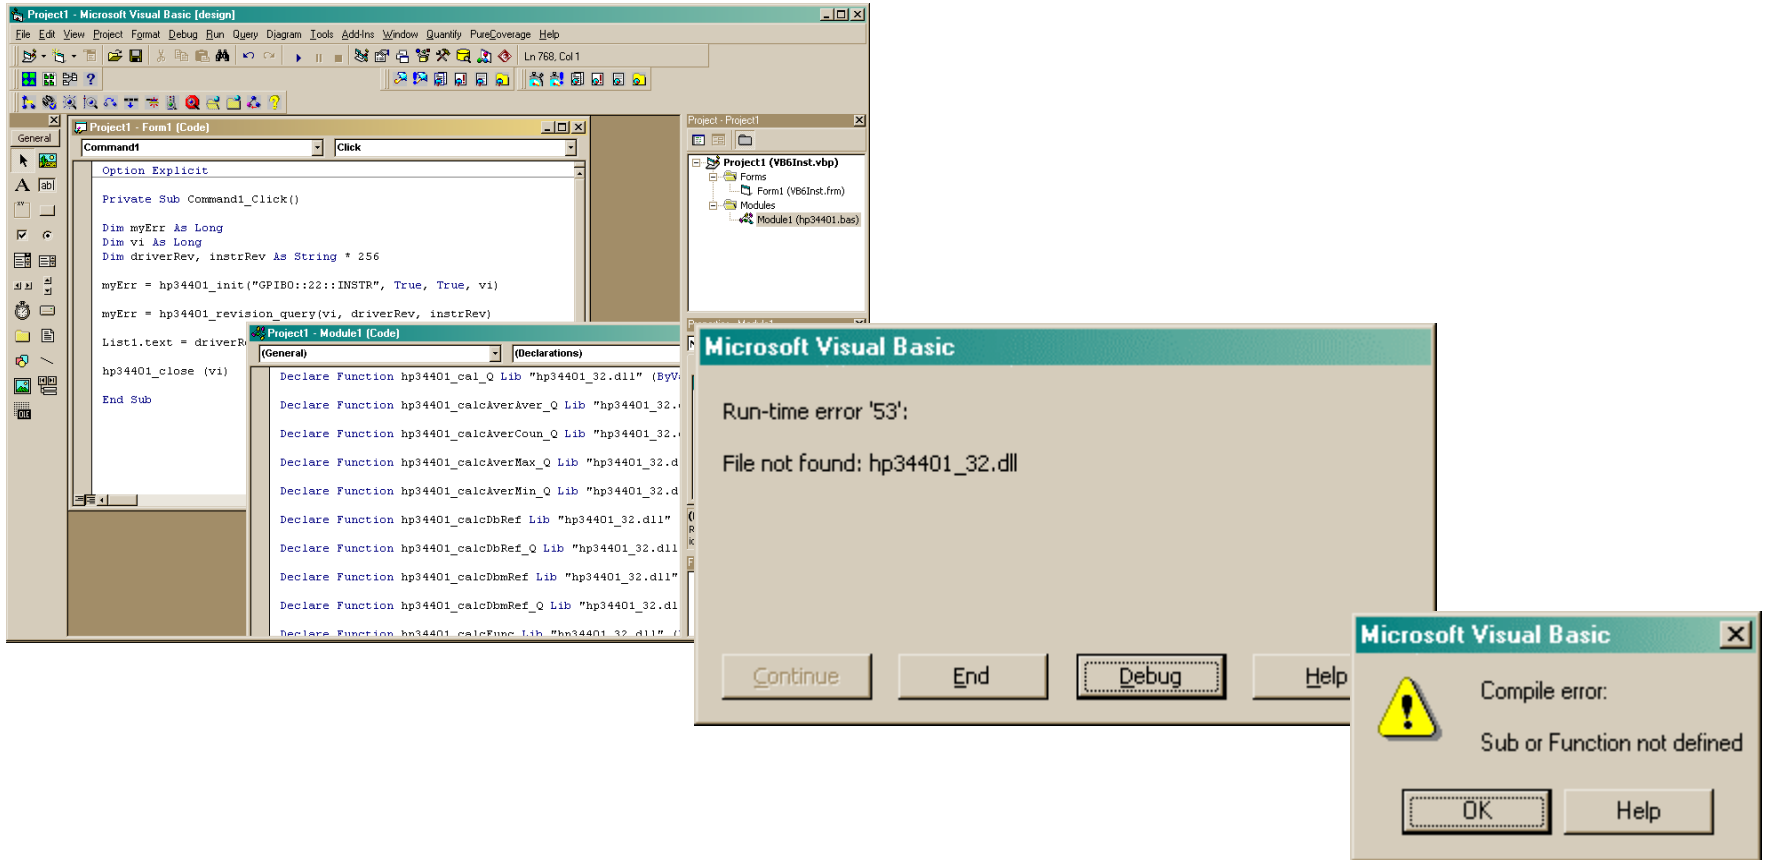 Project1 - Microsoft Visual Basic [design]
File Edit View Project Format Debug Run Query Diagram Tools Add-Ins Window Quantify PureCoverage Help
Ln 768, Col 1
General
Project1 - Form1 (Code)
Command1 Click
Option Explicit
Private Sub Command1_Click()
Dim myErr As Long
Dim vi As Long
Dim driverRev, instrRev As String * 256
myErr = hp34401_init("GPIB0::22::INSTR", True, True, vi)
myErr = hp34401_revision_query(vi, driverRev, instrRev)
List1.text = driverR
hp34401_close (vi)
End Sub
Project1 - Module1 (Code)
(General) (Declarations)
Declare Function hp34401_cal_Q Lib "hp34401_32.dll" (ByV
Declare Function hp34401_calcAverAver_Q Lib "hp34401_32.
Declare Function hp34401_calcAverCoun_Q Lib "hp34401_32.
Declare Function hp34401_calcAverMax_Q Lib "hp34401_32.d
Declare Function hp34401_calcAverMin_Q Lib "hp34401_32.d
Declare Function hp34401_calcDbRef Lib "hp34401_32.dll"
Declare Function hp34401_calcDbRef_Q Lib "hp34401_32.dll
Declare Function hp34401_calcDbmRef Lib "hp34401_32.dll"
Declare Function hp34401_calcDbmRef_Q Lib "hp34401_32.dl
Declare Function hp34401_calcFunc Lib "hp34401_32.dll" (
Project - Project1
Project1 (VB6Inst.vbp)
Forms
Form1 (VB6Inst.frm)
Modules
Module1 (hp34401.bas)
Microsoft Visual Basic
Run-time error '53':
File not found: hp34401_32.dll
Continue End Debug Help
Microsoft Visual Basic
Compile error:
Sub or Function not defined
OK Help